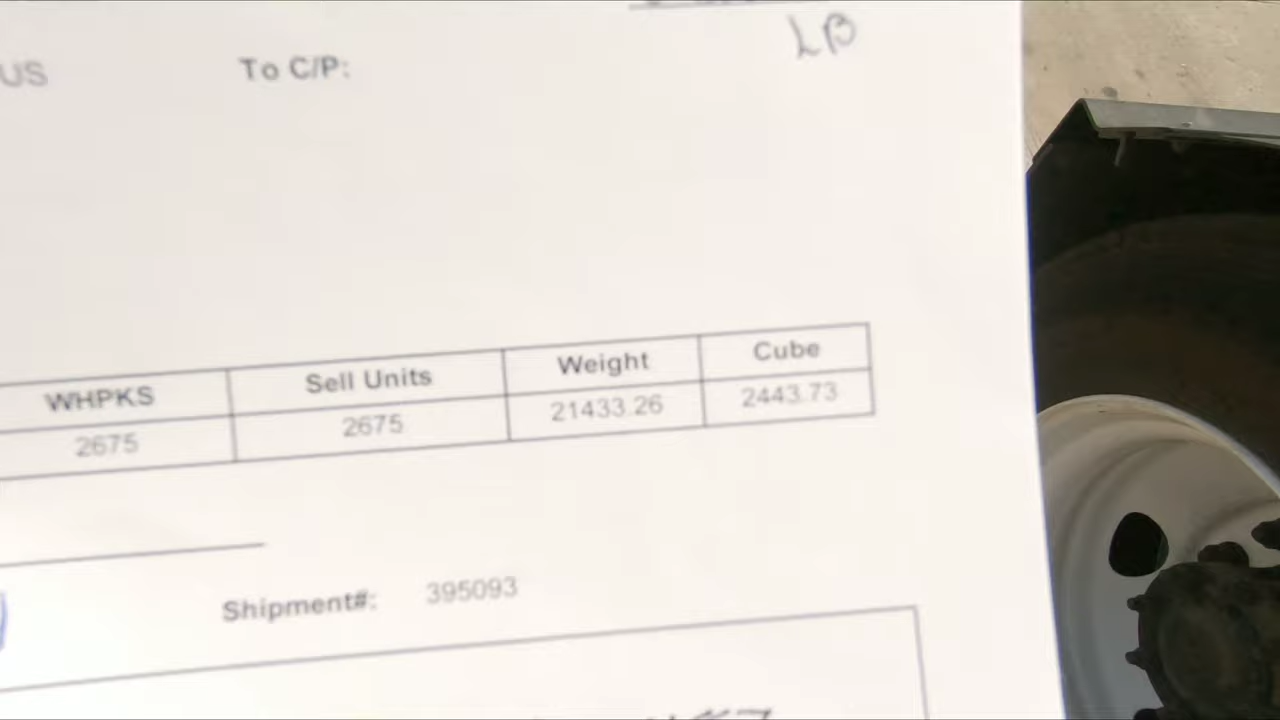 LB
US To C/P:
WHPKS Sell Units Weight Cube
2675 2675 21433.26 2443.73
Shipment#: 395093